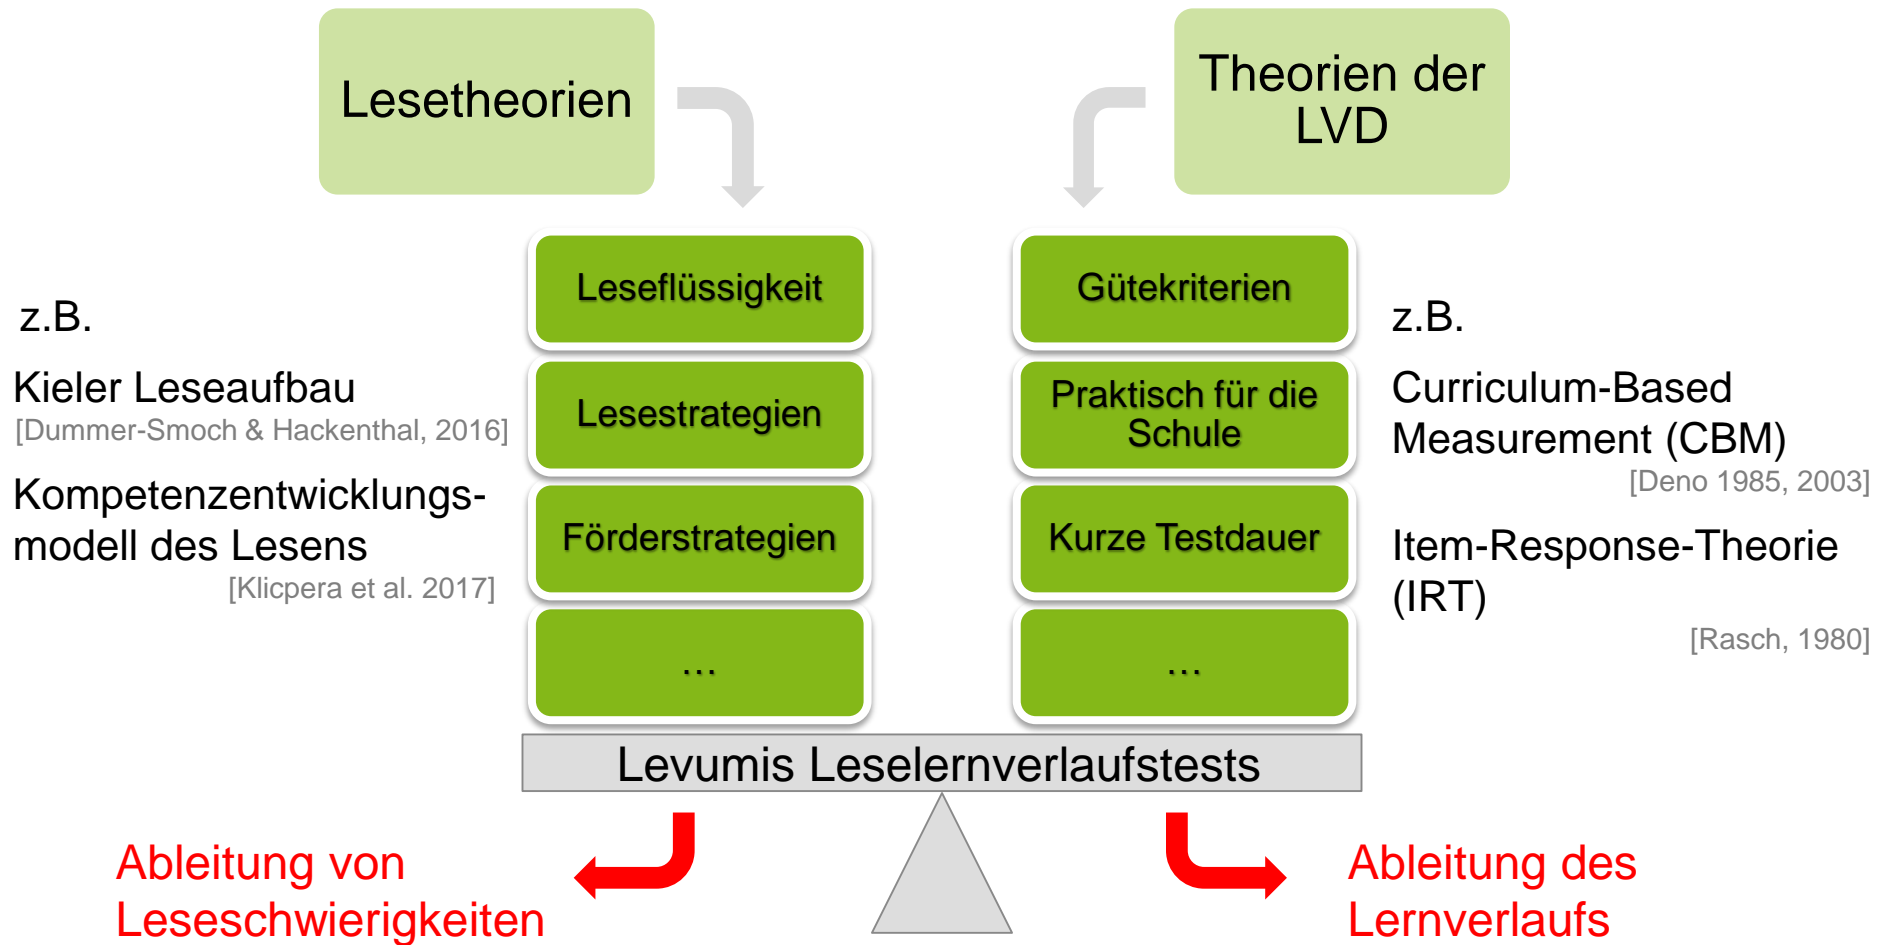 Lesetheorien
Theorien der
LVD
z.B.
Kieler Leseaufbau
[Dummer-Smoch & Hackenthal, 2016]
Kompetenzentwicklungs-
modell des Lesens
[Klicpera et al. 2017]
Leseflüssigkeit
Lesestrategien
Förderstrategien
...
Gütekriterien
Praktisch für die
Schule
Kurze Testdauer
...
z.B.
Curriculum-Based
Measurement (CBM)
[Deno 1985, 2003]
Item-Response-Theorie
(IRT)
[Rasch, 1980]
Levumis Leselernverlaufstests
Ableitung von
Leseschwierigkeiten
Ableitung des
Lernverlaufs